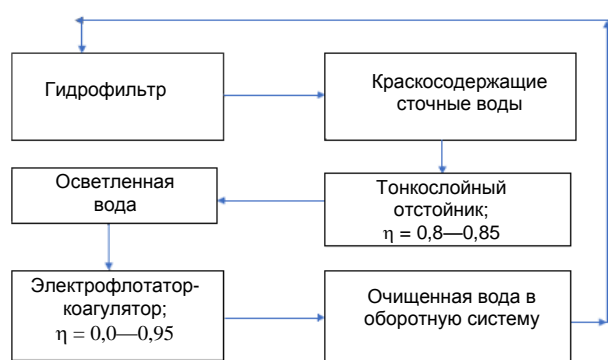 Гидрофильтр
Краскосодержащие
сточные воды
Осветленная
вода
Тонкослойный
отстойник;
η = 0,8—0,85
Электрофлотатор-
коагулятор;
η = 0,0—0,95
Очищенная вода в
оборотную систему